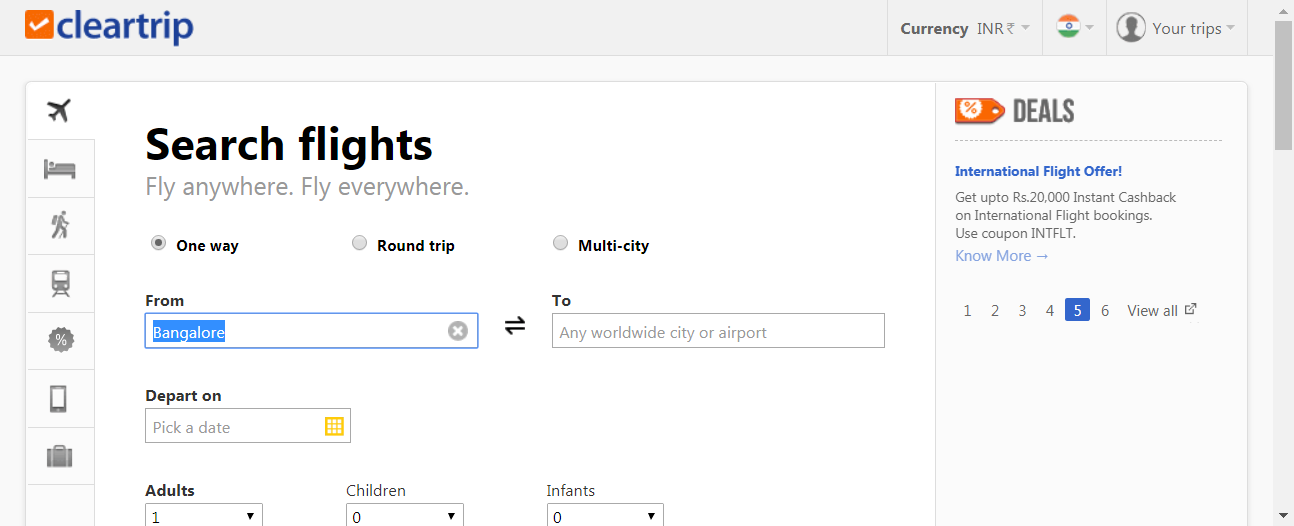 cleartrip
Currency INR ₹
Your trips
Search flights
Fly anywhere. Fly everywhere.
One way
Round trip
Multi-city
From
To
Bangalore
Any worldwide city or airport
Depart on
Pick a date
Adults
Children
Infants
1
0
0
%
% DEALS
International Flight Offer!
Get upto Rs.20,000 Instant Cashback
on International Flight bookings.
Use coupon INTFLT.
Know More →
1 2 3 4 5 6 View all